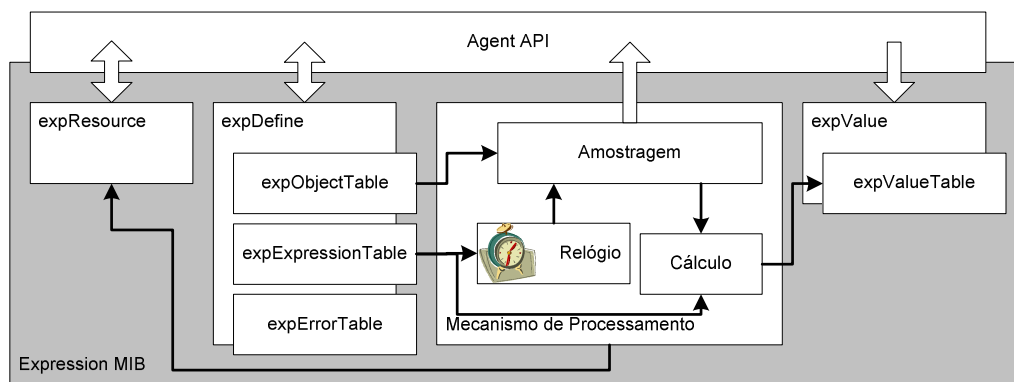 Agent API
expResource
expDefine
expValue
expObjectTable
Amostragem
expValueTable
expExpressionTable
Relógio
Cálculo
expErrorTable
Mecanismo de Processamento
Expression MIB